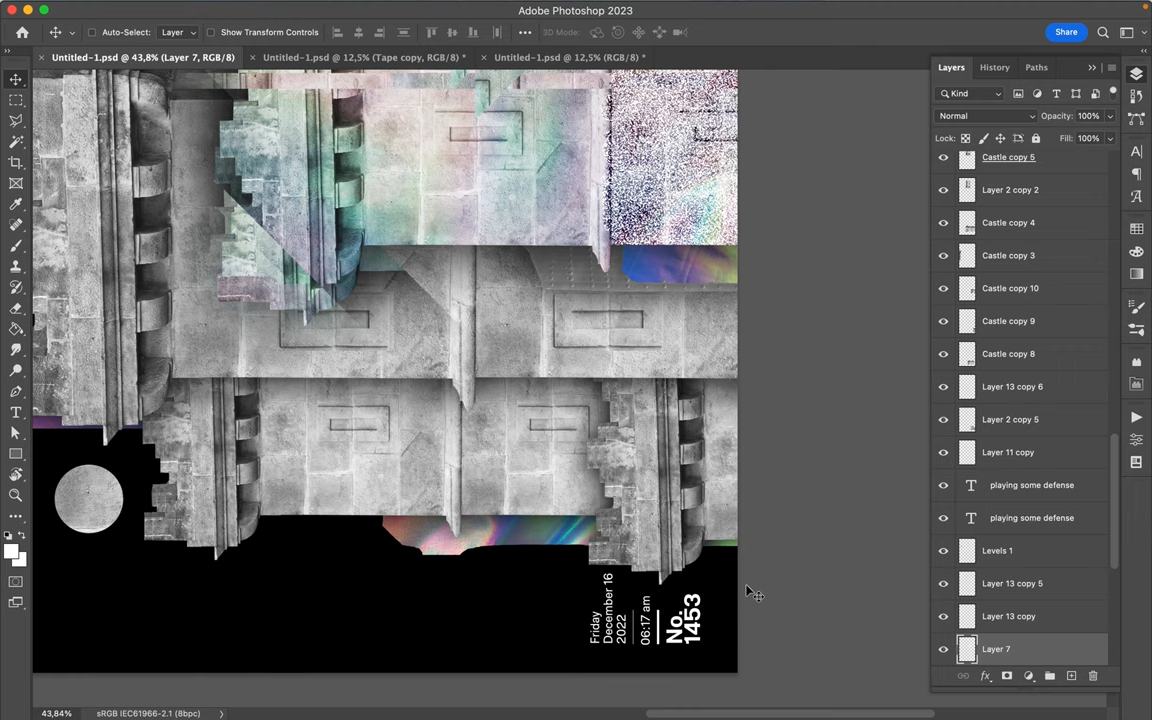 Adobe Photoshop 2023
Auto-Select: Layer Show Transform Controls 3D Mode: Share
Untitled-1.psd @ 43,8% (Layer 7, RGB/8) Untitled-1.psd @ 12,5% (Tape copy, RGB/8) * Untitled-1.psd @ 12,5% (RGB/8) *
Layers History Paths
Kind
Normal Opacity: 100%
Lock: Fill: 100%
Castle copy 5
Layer 2 copy 2
Castle copy 4
Castle copy 3
Castle copy 10
Castle copy 9
Castle copy 8
Layer 13 copy 6
Layer 2 copy 5
Layer 11 copy
playing some defense
playing some defense
Levels 1
Layer 13 copy 5
Layer 13 copy
Layer 7
Friday
December 16
2022
06:17 am
No.
1453
43,84% sRGB IEC61966-2.1 (8bpc)